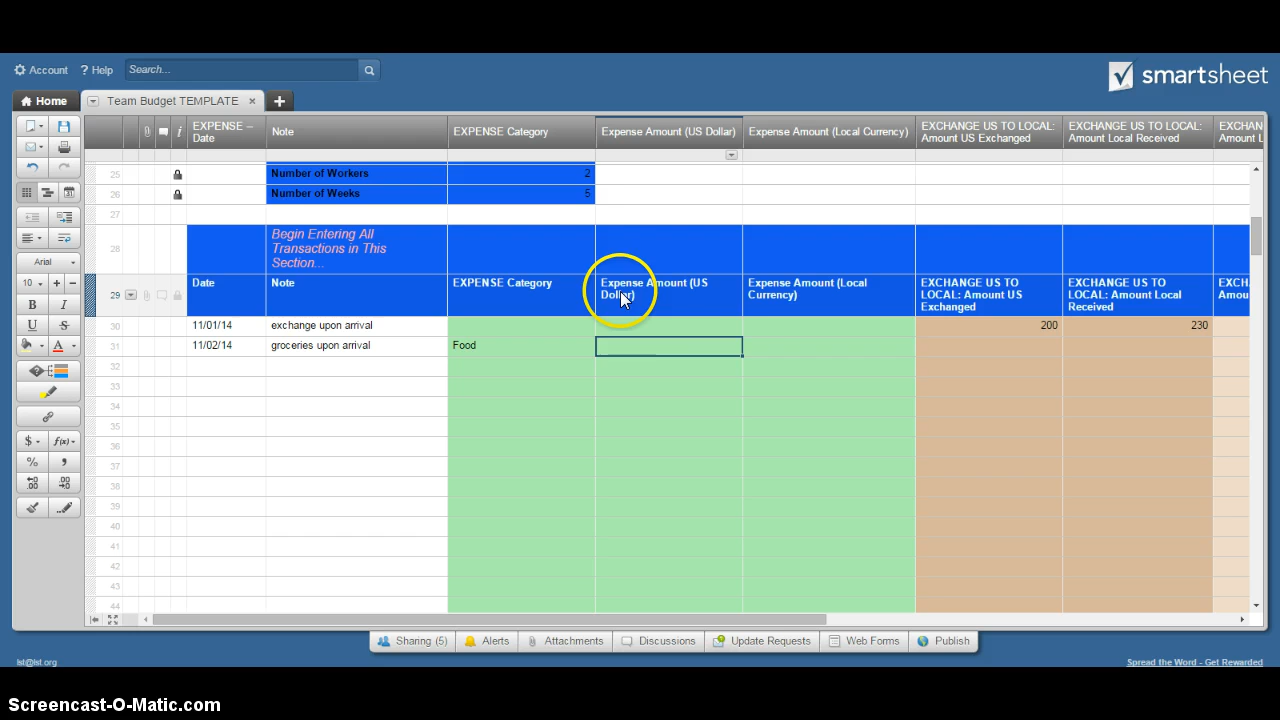 Account
? Help
Search...
smartsheet
Home
Team Budget TEMPLATE ×
+
EXPENSE --
Date
Note
EXPENSE Category
Expense Amount (US Dollar)
Expense Amount (Local Currency)
EXCHANGE US TO LOCAL:
Amount US Exchanged
EXCHANGE US TO LOCAL:
Amount Local Received
EXCHAN
Amount L
25 Number of Workers 2
26 Number of Weeks 5
27
28
Begin Entering All
Transactions in This
Section...
29
Date
Note
EXPENSE Category
Expense Amount (US
Dollar)
Expense Amount (Local
Currency)
EXCHANGE US TO
LOCAL: Amount US
Exchanged
EXCHANGE US TO
LOCAL: Amount Local
Received
EXCH
Amou
30 11/01/14 exchange upon arrival 200 230
31 11/02/14 groceries upon arrival Food
32
33
34
35
36
37
38
39
40
41
42
43
44
Arial
10 + −
B I
U S
A
$ f(x)
% ,
.00 .00
Sharing (5)
Alerts
Attachments
Discussions
Update Requests
Web Forms
Publish
Spread the Word - Get Rewarded
Screencast-O-Matic.com